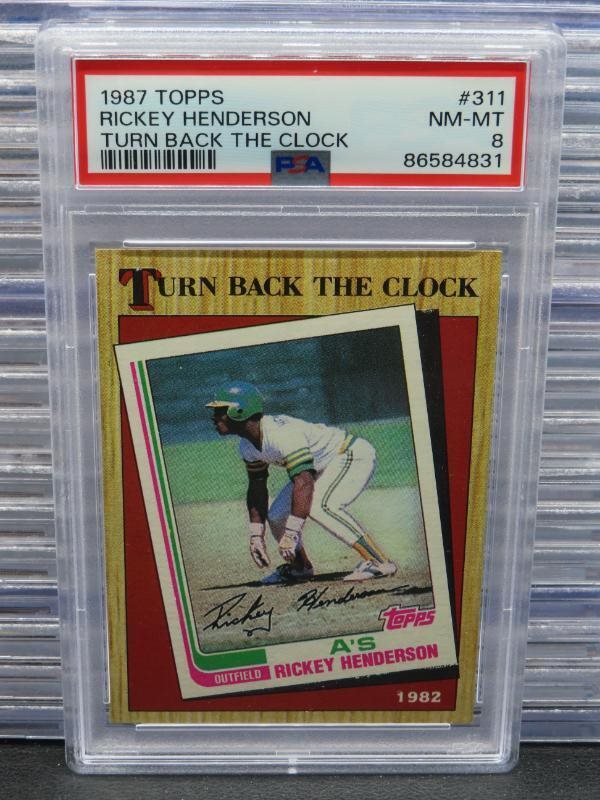 1987 TOPPS #311
RICKEY HENDERSON NM-MT
TURN BACK THE CLOCK 8
PSA 86584831
TURN BACK THE CLOCK
Rickey Henderson
topps
A'S
OUTFIELD RICKEY HENDERSON
1982